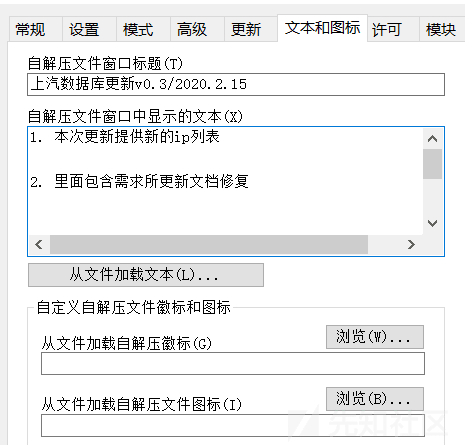 常规 设置 模式 高级 更新 文本和图标 许可 模块
自解压文件窗口标题(T)
上汽数据库更新v0.3/2020.2.15
自解压文件窗口中显示的文本(X)
1. 本次更新提供新的ip列表
2. 里面包含需求所更新文档修复
从文件加载文本(L)...
自定义自解压文件徽标和图标
从文件加载自解压徽标(G)
浏览(W)...
从文件加载自解压文件图标(I)
浏览(B)...
先知社区